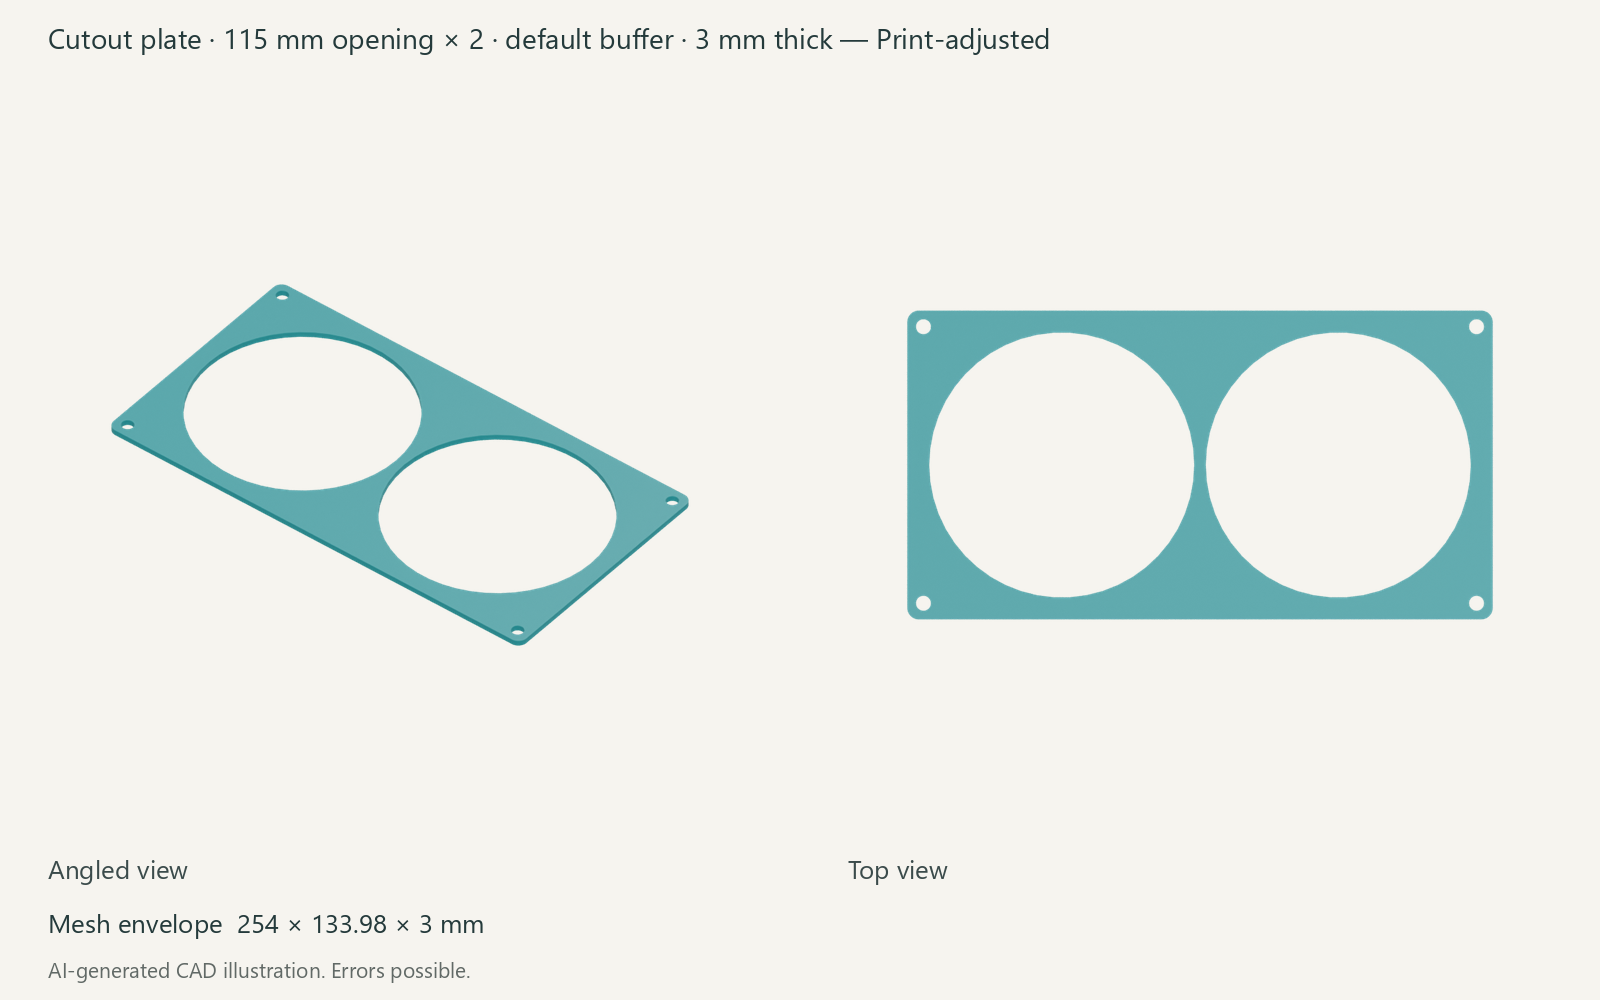 Cutout plate · 115 mm opening × 2 · default buffer · 3 mm thick — Print-adjusted
Angled view
Top view
Mesh envelope 254 × 133.98 × 3 mm
AI-generated CAD illustration. Errors possible.